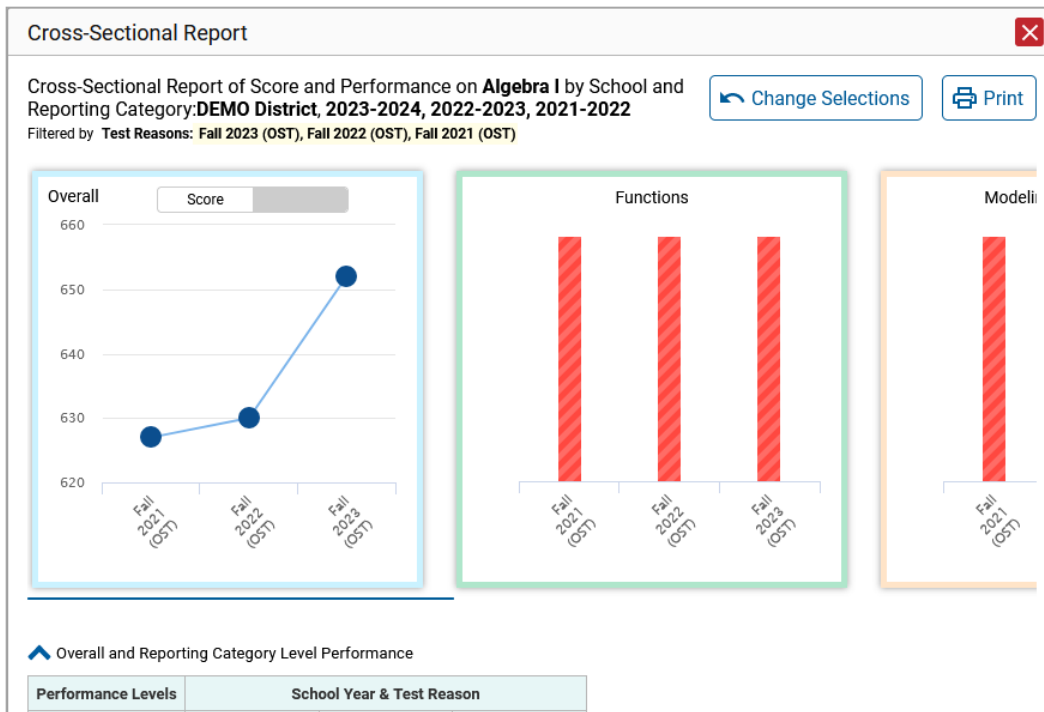 Cross-Sectional Report
Cross-Sectional Report of Score and Performance on Algebra I by School and
Reporting Category:DEMO District, 2023-2024, 2022-2023, 2021-2022
Filtered by Test Reasons: Fall 2023 (OST), Fall 2022 (OST), Fall 2021 (OST)
Change Selections
Print
Overall
Score
660
650
640
630
620
Fall
2021
(OST)
Fall
2022
(OST)
Fall
2023
(OST)
Functions
Fall
2021
(OST)
Fall
2022
(OST)
Fall
2023
(OST)
Modeli
Fall
2021
(OST)
Overall and Reporting Category Level Performance
Performance Levels
School Year & Test Reason